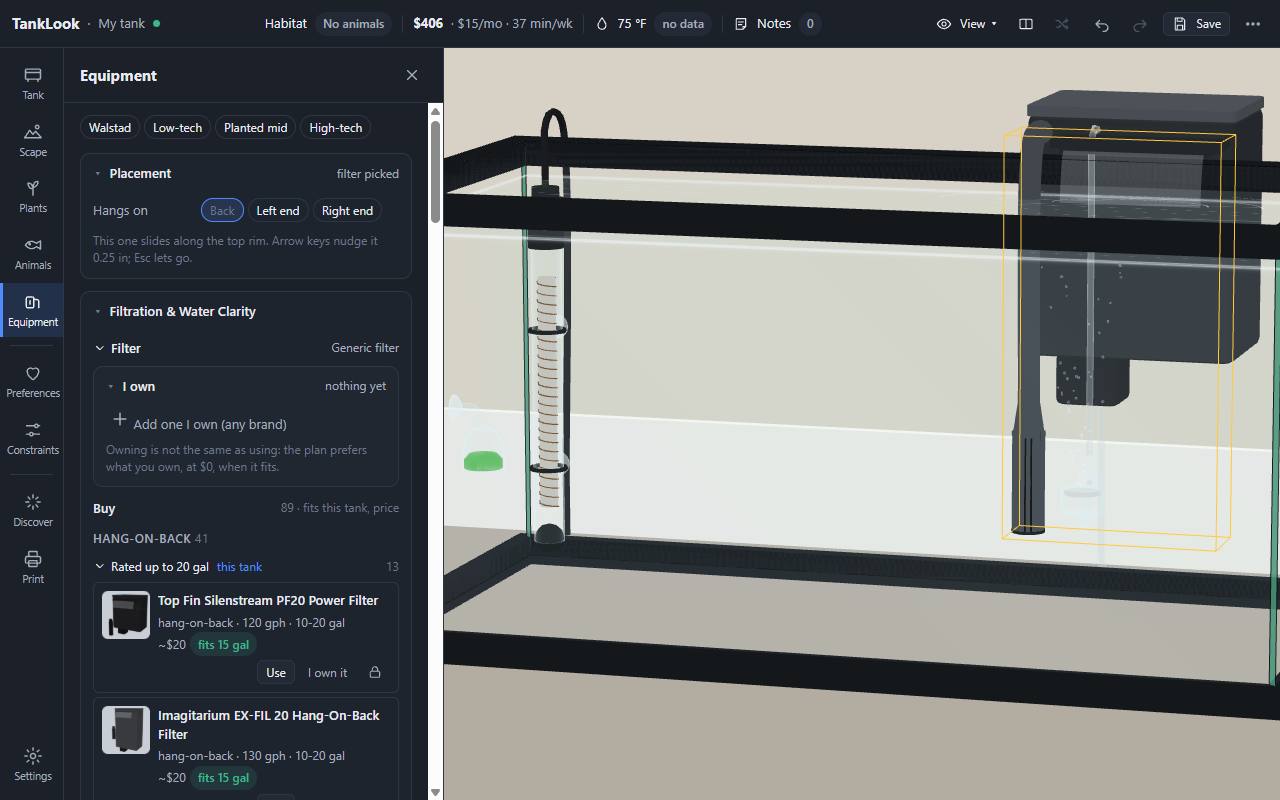 TankLook · My tank
Habitat No animals $406 · $15/mo · 37 min/wk 75 °F no data Notes 0 View Save
Tank
Scape
Plants
Animals
Equipment
Preferences
Constraints
Discover
Print
Settings
Equipment
Walstad Low-tech Planted mid High-tech
Placement filter picked
Hangs on Back Left end Right end
This one slides along the top rim. Arrow keys nudge it
0.25 in; Esc lets go.
Filtration & Water Clarity
Filter Generic filter
I own nothing yet
Add one I own (any brand)
Owning is not the same as using: the plan prefers
what you own, at $0, when it fits.
Buy 89 · fits this tank, price
HANG-ON-BACK 41
Rated up to 20 gal this tank 13
Top Fin Silenstream PF20 Power Filter
hang-on-back · 120 gph · 10-20 gal
~$20 fits 15 gal
Use I own it
Imagitarium EX-FIL 20 Hang-On-Back
Filter
hang-on-back · 130 gph · 10-20 gal
~$20 fits 15 gal